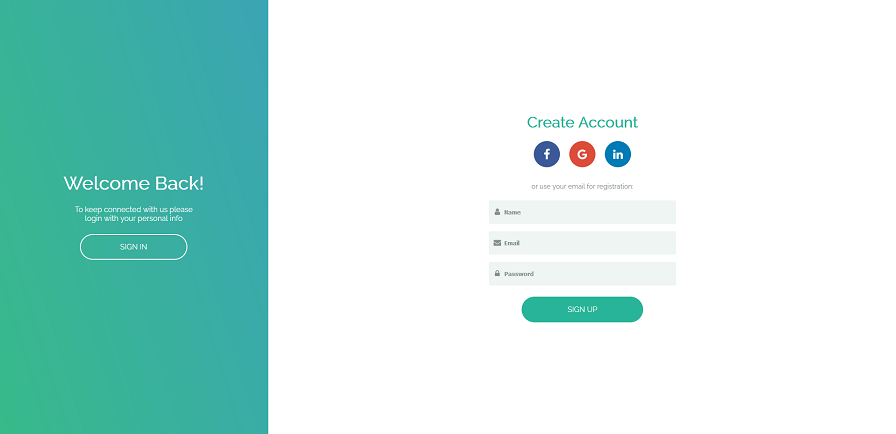 Welcome Back!
To keep connected with us please
login with your personal info
SIGN IN
Create Account
f G in
or use your email for registration:
Name
Email
Password
SIGN UP